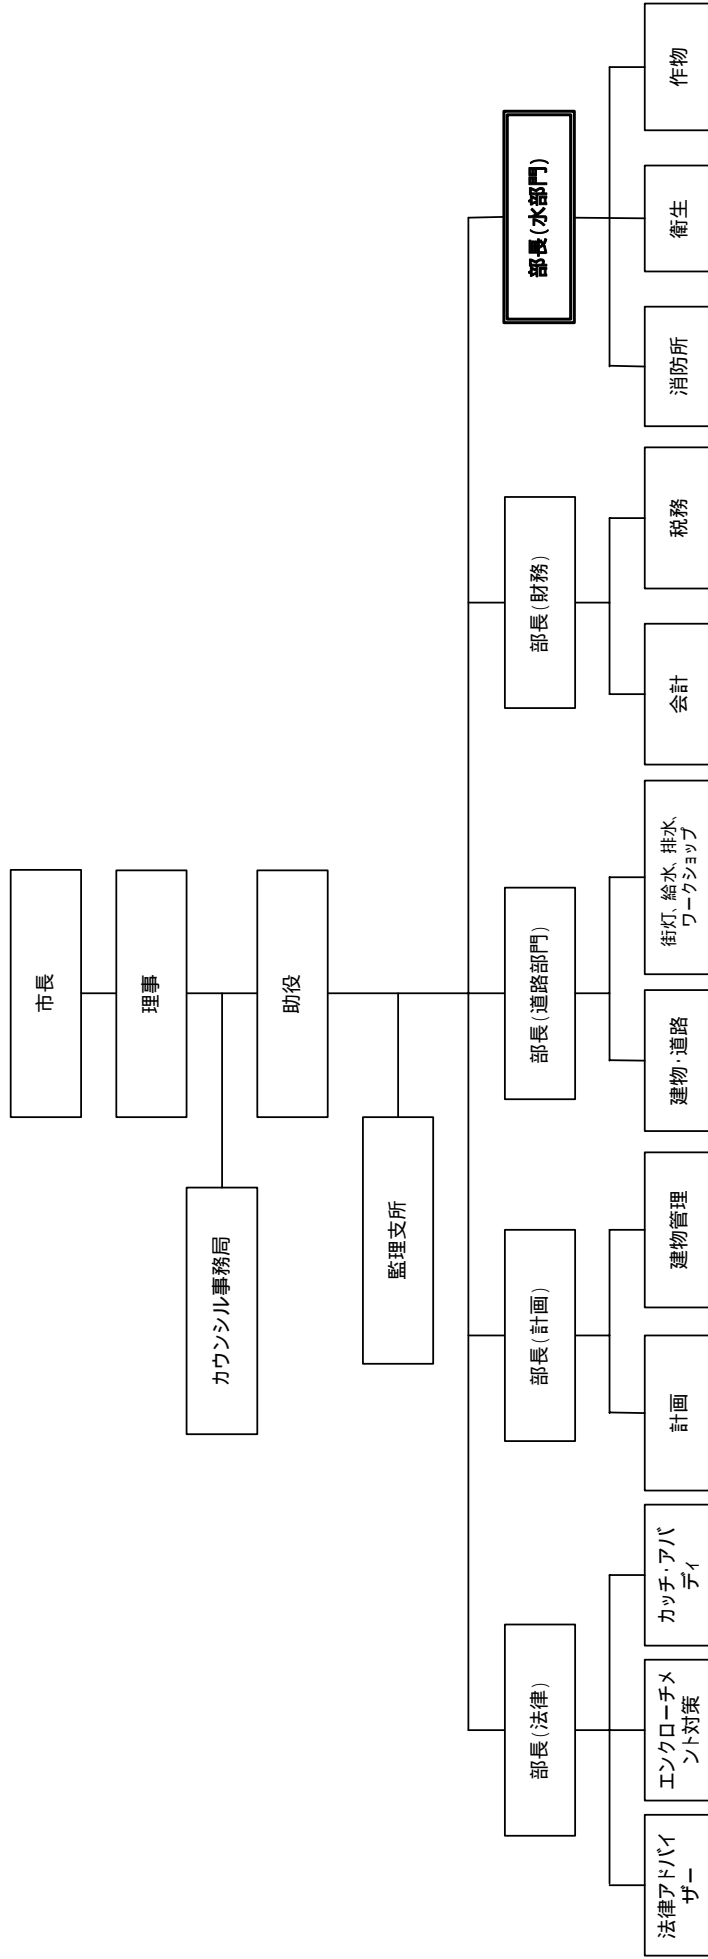 市長
理事
カウンシル事務局
助役
監理支所
部長(法律)
部長(計画)
部長(道路部門)
部長(財務)
部長(水部門)
法律アドバイ
ザー
エンクローチメ
ント対策
カッチ・アバ
ディ
計画
建物管理
建物・道路
街灯、給水、排水、
ワークショップ
会計
税務
消防所
衛生
作物